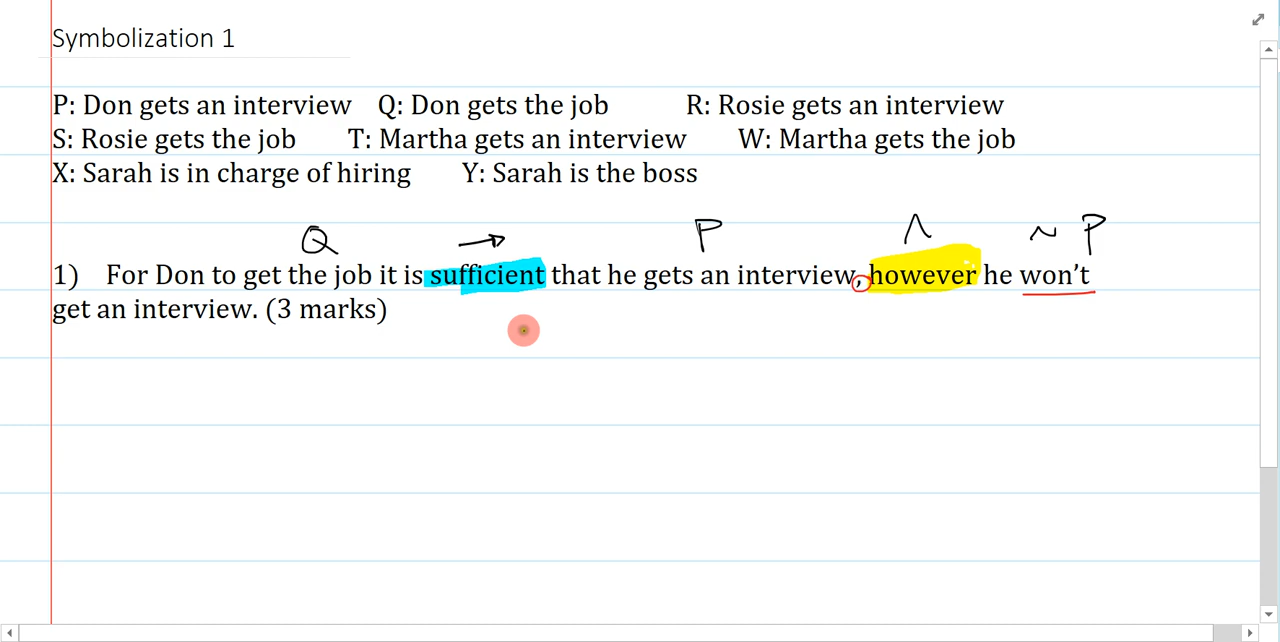 Symbolization 1
P: Don gets an interview Q: Don gets the job R: Rosie gets an interview
S: Rosie gets the job T: Martha gets an interview W: Martha gets the job
X: Sarah is in charge of hiring Y: Sarah is the boss
Q → P ∧ ~ P
1) For Don to get the job it is sufficient that he gets an interview, however he won't
get an interview. (3 marks)